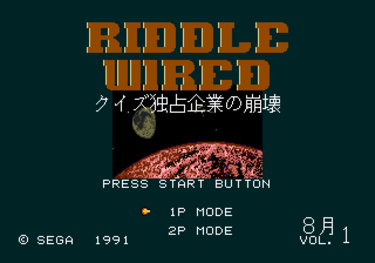 RIDDLE
WIRED
クイズ独占企業の崩壊
PRESS START BUTTON
1P MODE
2P MODE
8月
VOL. 1
© SEGA 1991